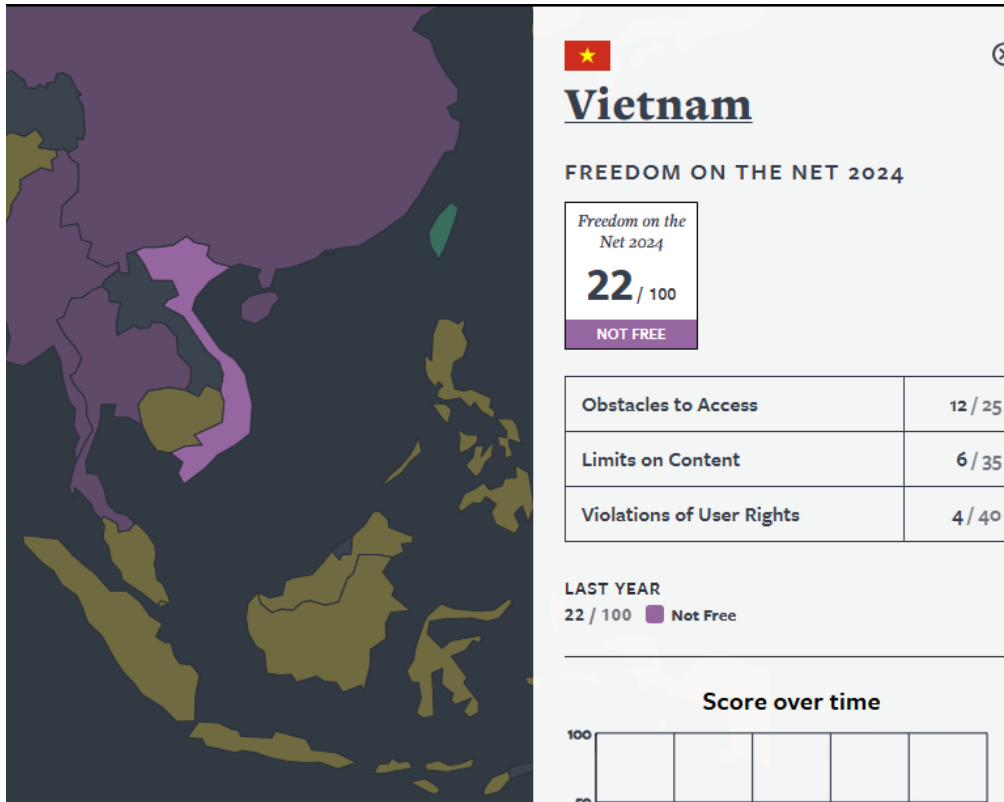 Vietnam
FREEDOM ON THE NET 2024
Freedom on the
Net 2024
22 / 100
NOT FREE
Obstacles to Access 12 / 25
Limits on Content 6 / 35
Violations of User Rights 4 / 40
LAST YEAR
22 / 100 Not Free
Score over time
100
50